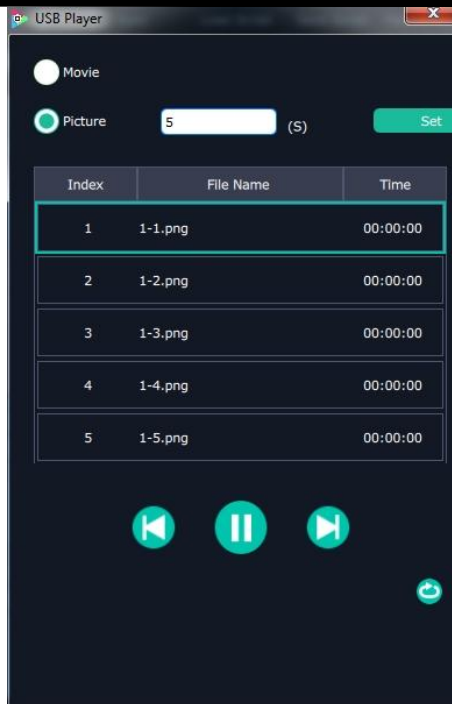 USB Player
Movie
Picture 5 (S) Set
Index File Name Time
1 1-1.png 00:00:00
2 1-2.png 00:00:00
3 1-3.png 00:00:00
4 1-4.png 00:00:00
5 1-5.png 00:00:00